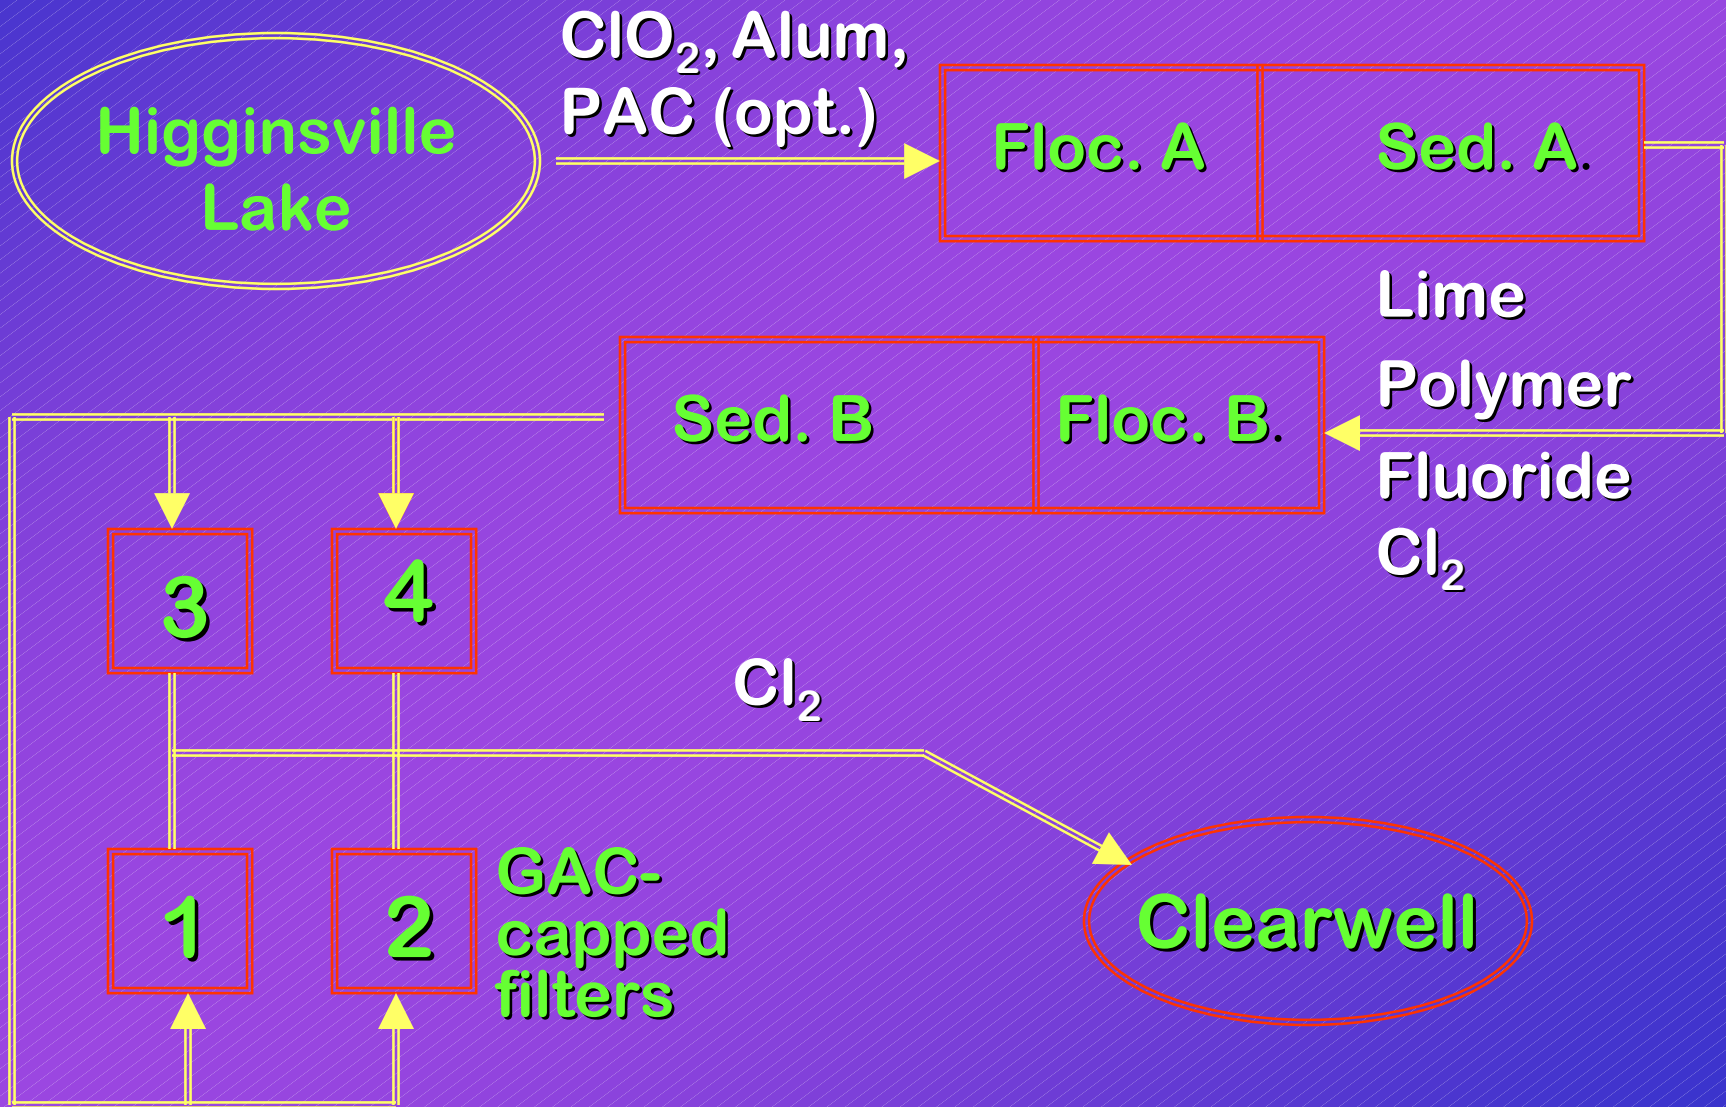 ClO₂, Alum,
PAC (opt.)
Higginsville
Lake
Floc. A
Sed. A.
Lime
Polymer
Fluoride
Cl₂
Sed. B
Floc. B.
3
4
Cl₂
1
2
GAC-
capped
filters
Clearwell